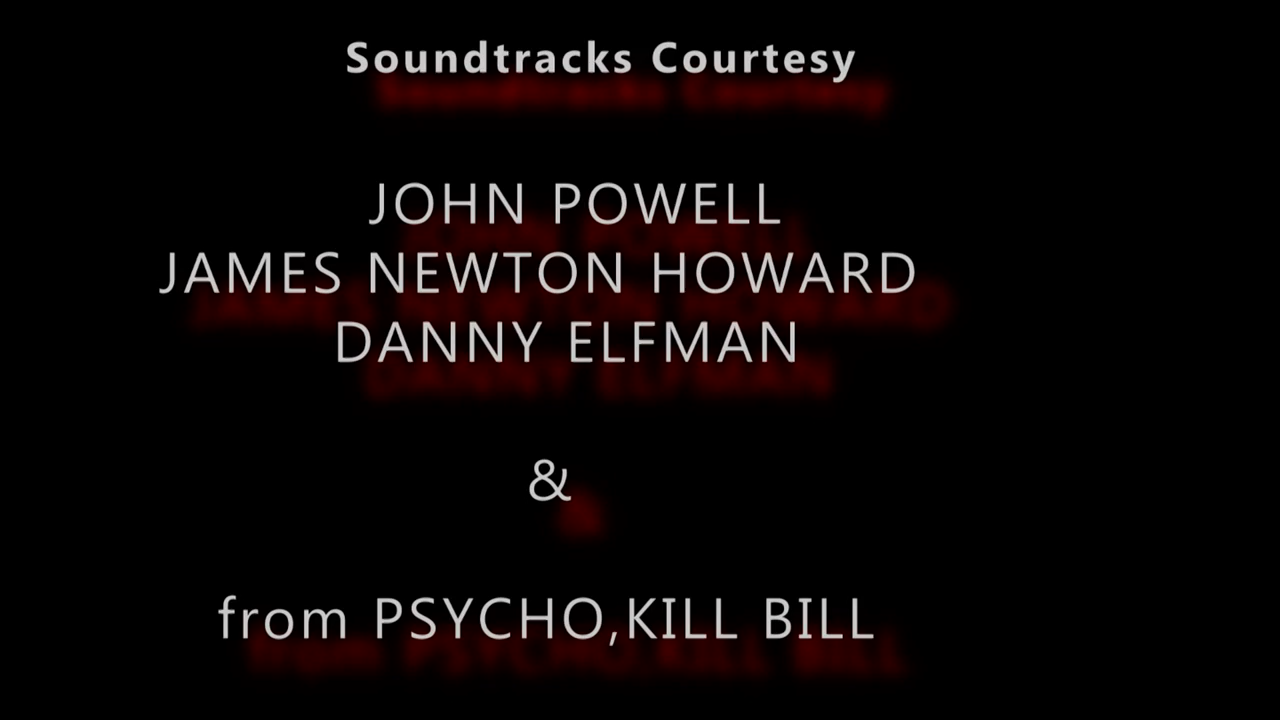 Soundtracks Courtesy
JOHN POWELL
JAMES NEWTON HOWARD
DANNY ELFMAN
&
from PSYCHO,KILL BILL